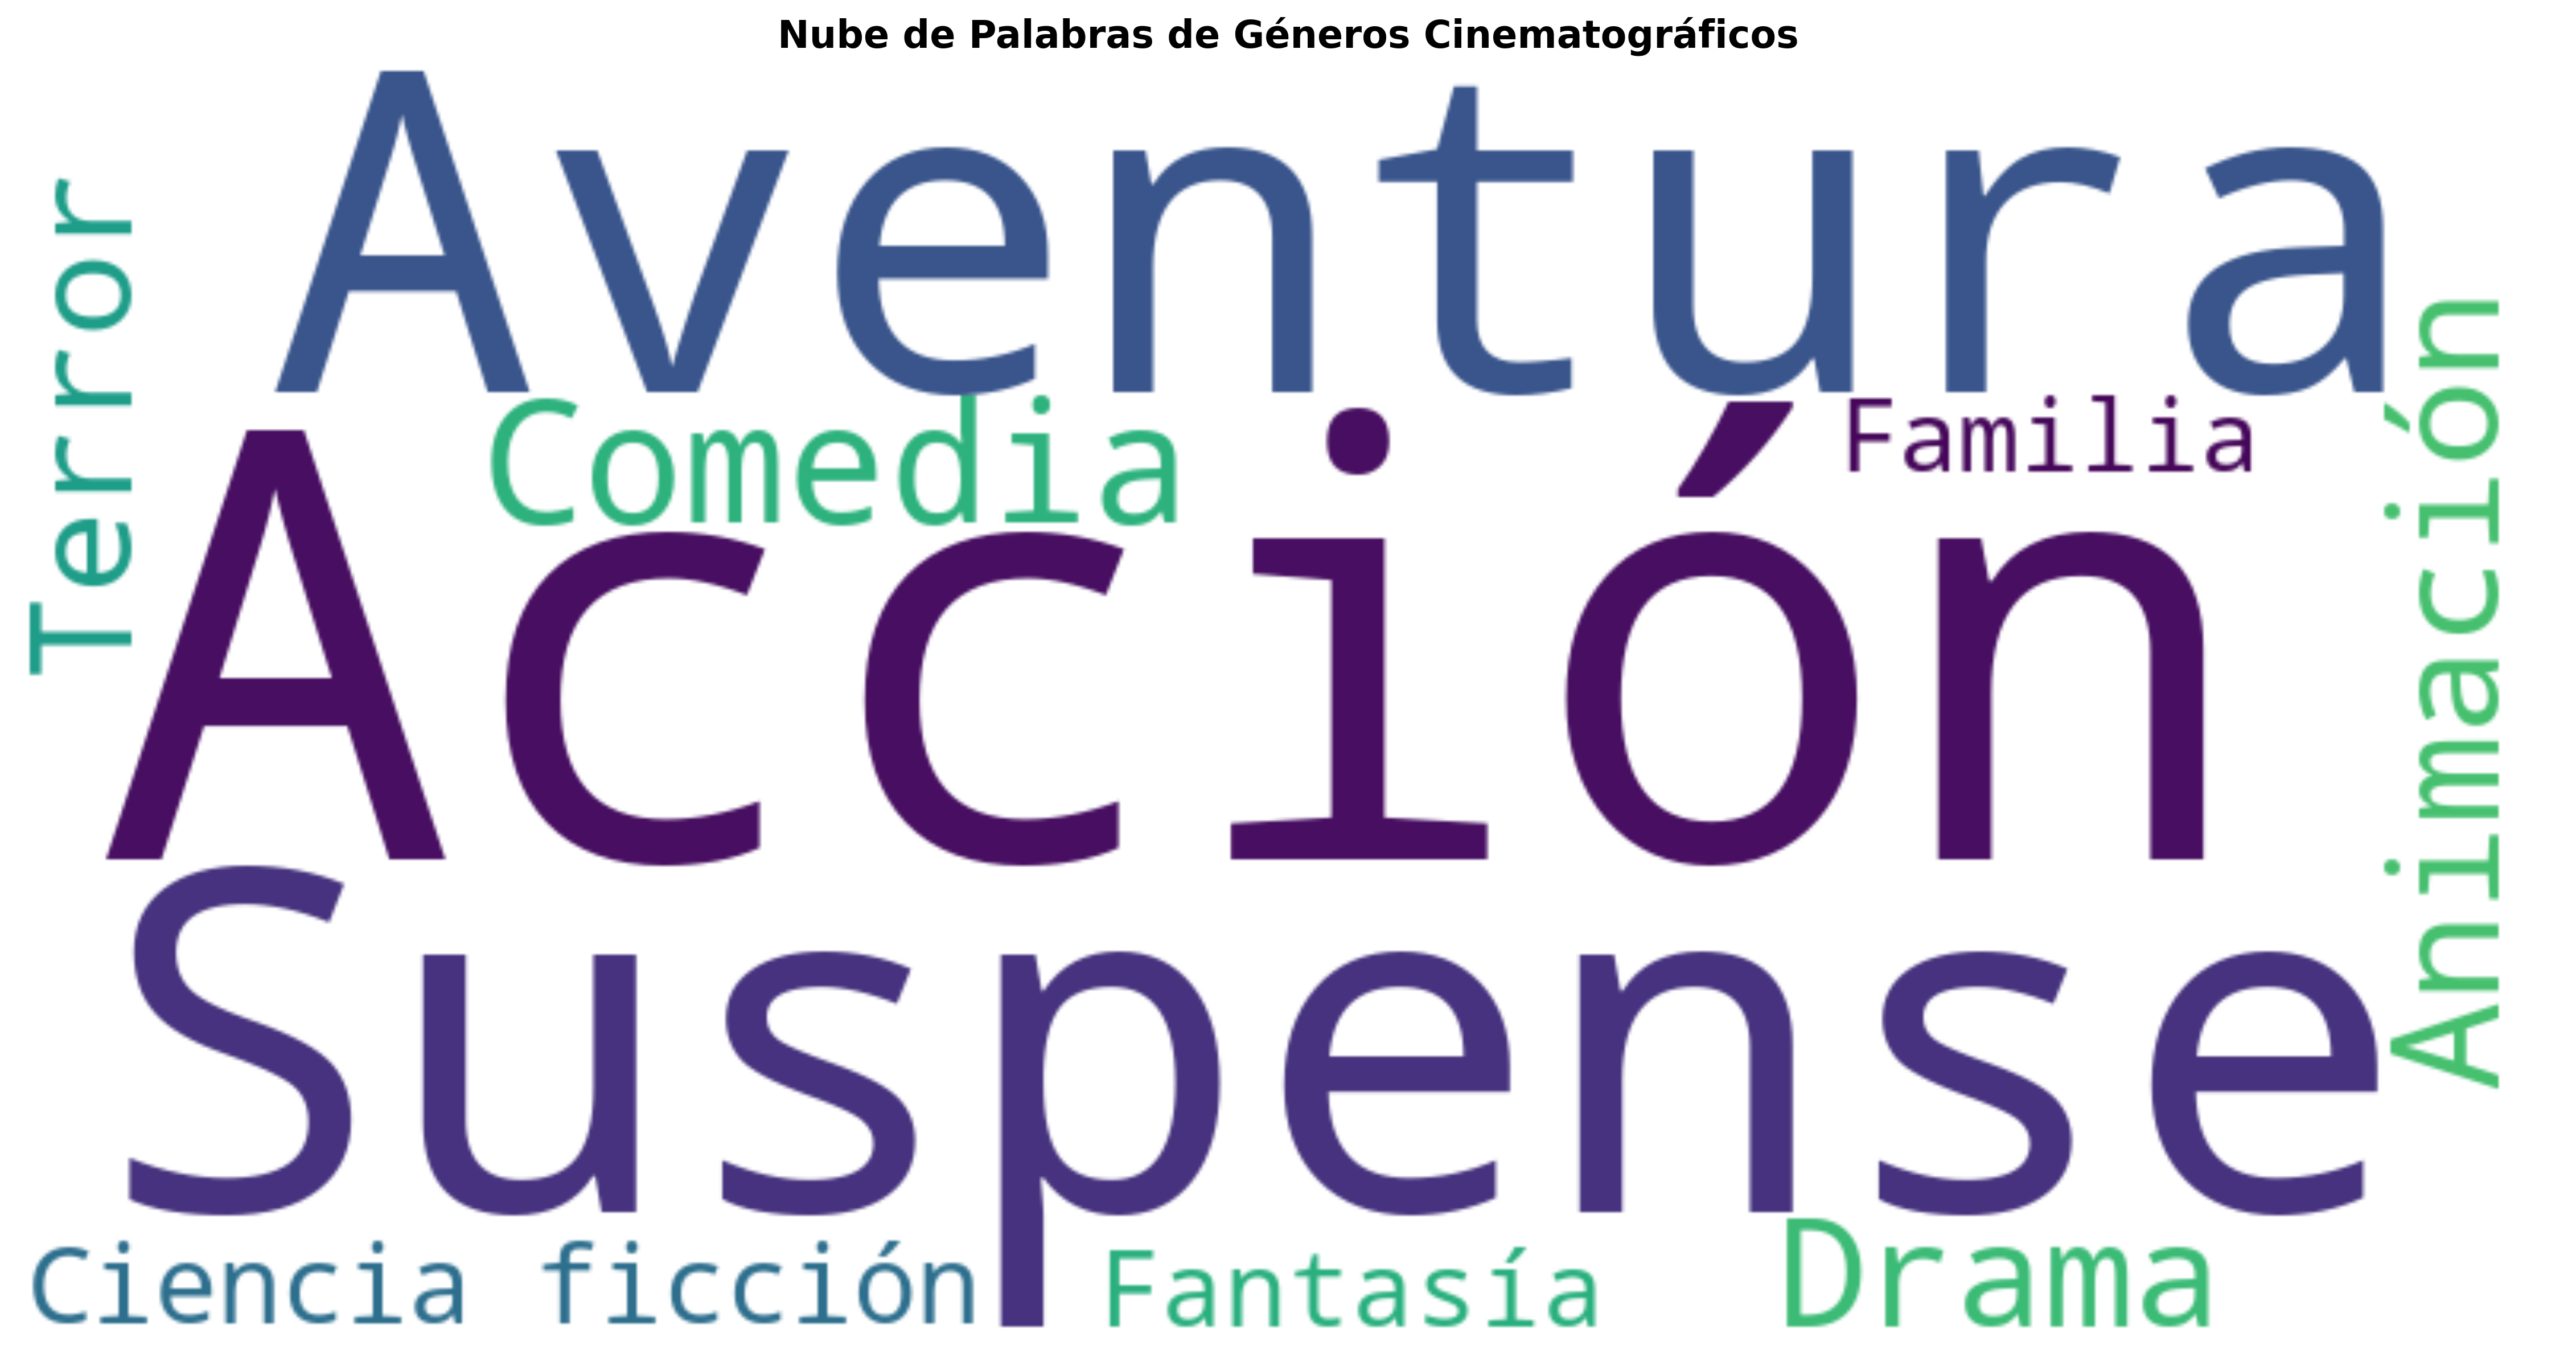 Nube de Palabras de Géneros Cinematográficos
Aventura
Terror
Comedia
Familia
Acción
Animación
Suspense
Ciencia ficción
Fantasía
Drama